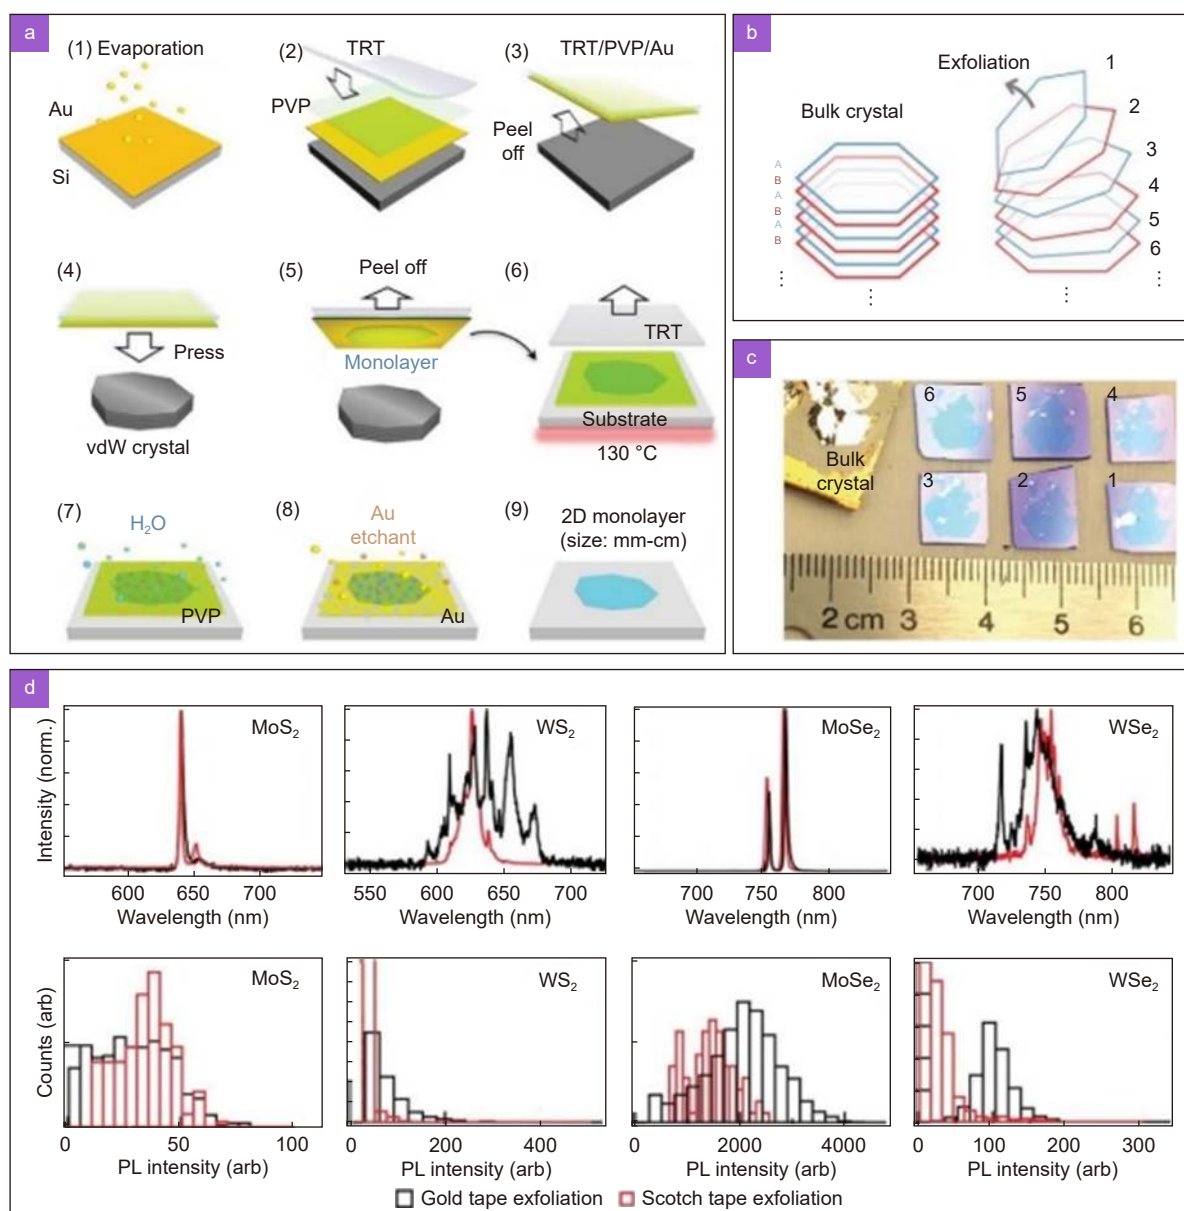 a
(1) Evaporation
Au
Si
(2)
TRT
PVP
(3)
TRT/PVP/Au
Peel
off
(4)
Press
vdW crystal
(5)
Peel off
Monolayer
(6)
TRT
Substrate
130 °C
(7)
H₂O
PVP
(8)
Au
etchant
Au
(9)
2D monolayer
(size: mm-cm)
b
Exfoliation
Bulk crystal
A
B
A
B
A
B
⋮
1
2
3
4
5
6
⋮
⋮
c
Bulk
crystal
6
5
4
3
2
1
2 cm
3
4
5
6
d
Intensity (norm.)
MoS₂
600
650
700
Wavelength (nm)
WS₂
550
600
650
700
Wavelength (nm)
MoSe₂
700
750
800
Wavelength (nm)
WSe₂
700
750
800
Wavelength (nm)
Counts (arb)
MoS₂
0
50
100
PL intensity (arb)
WS₂
0
200
400
PL intensity (arb)
MoSe₂
0
2000
4000
PL intensity (arb)
WSe₂
0
100
200
300
PL intensity (arb)
Gold tape exfoliation
Scotch tape exfoliation